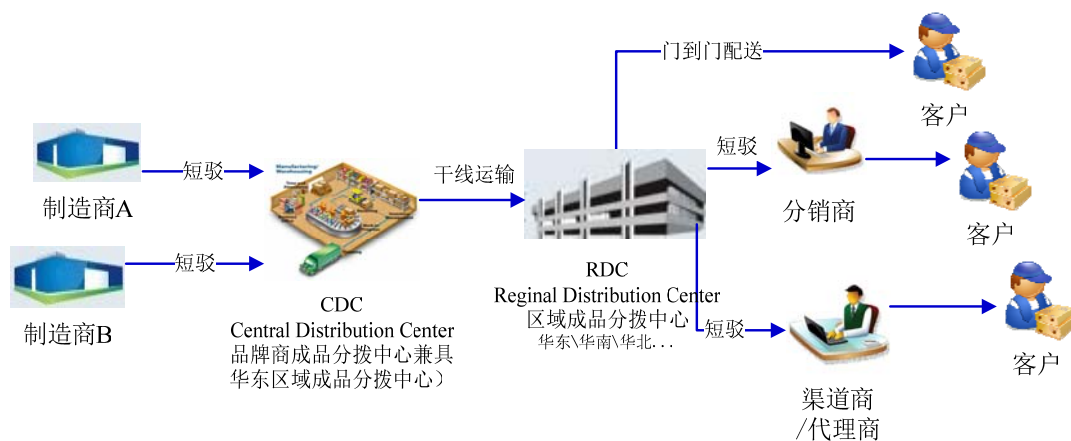 门到门配送
客户
短驳
制造商A
短驳
制造商B
Manufacturing/
Warehousing
CDC
Central Distribution Center
品牌商成品分拨中心兼具
华东区域成品分拨中心）
干线运输
RDC
Reginal Distribution Center
区域成品分拨中心
华东\华南\华北...
短驳
分销商
客户
短驳
渠道商
/代理商
客户